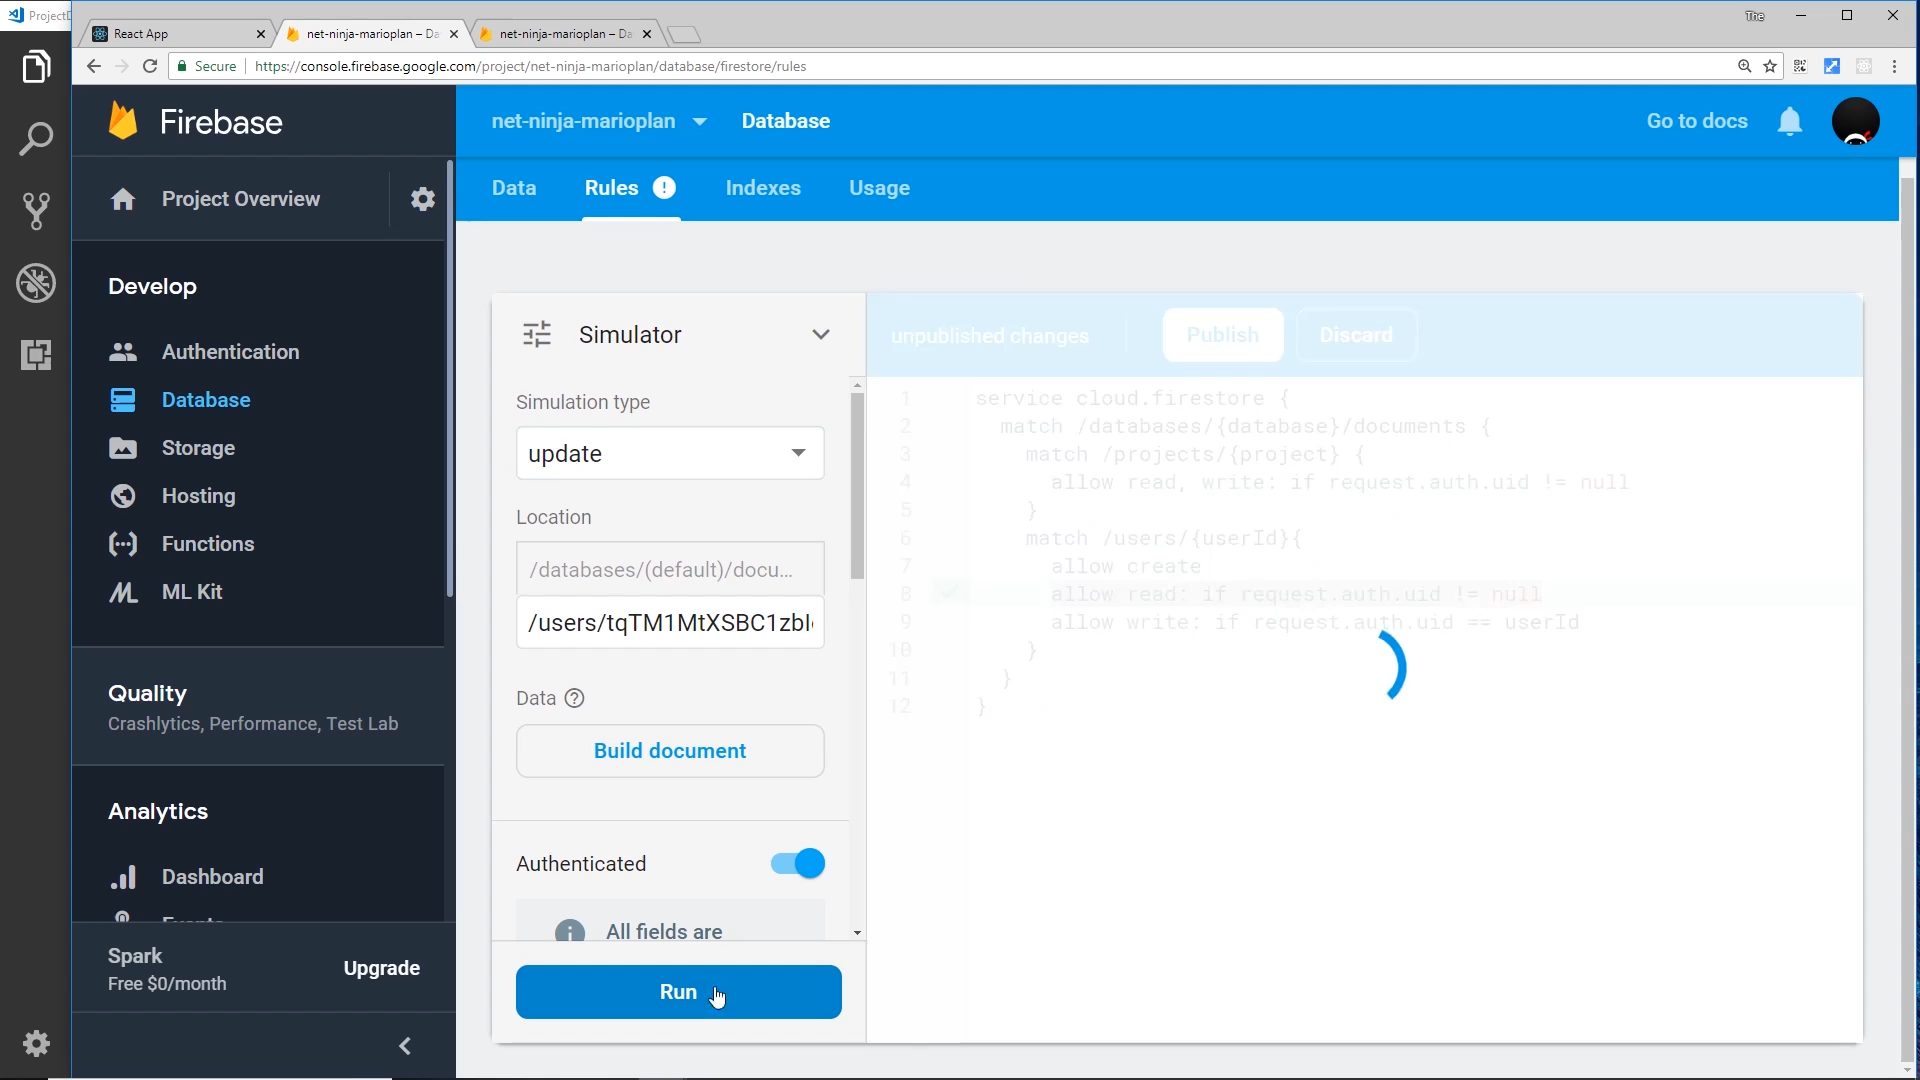 ProjectD
React App
net-ninja-marioplan – Da
net-ninja-marioplan – Da
The
Secure
https://console.firebase.google.com/project/net-ninja-marioplan/database/firestore/rules
Firebase
net-ninja-marioplan
Database
Go to docs
Project Overview
Data
Rules
Indexes
Usage
Develop
Authentication
Database
Storage
Hosting
Functions
ML Kit
Quality
Crashlytics, Performance, Test Lab
Analytics
Dashboard
Events
Spark
Free $0/month
Upgrade
Simulator
Simulation type
update
Location
/databases/(default)/docu...
/users/tqTM1MtXSBC1zbI
Data
Build document
Authenticated
All fields are
Run
unpublished changes
Publish
Discard
1 service cloud.firestore {
2 match /databases/{database}/documents {
3 match /projects/{project} {
4 allow read, write: if request.auth.uid != null
5 }
6 match /users/{userId}{
7 allow create
8 allow read: if request.auth.uid != null
9 allow write: if request.auth.uid == userId
10 }
11 }
12 }